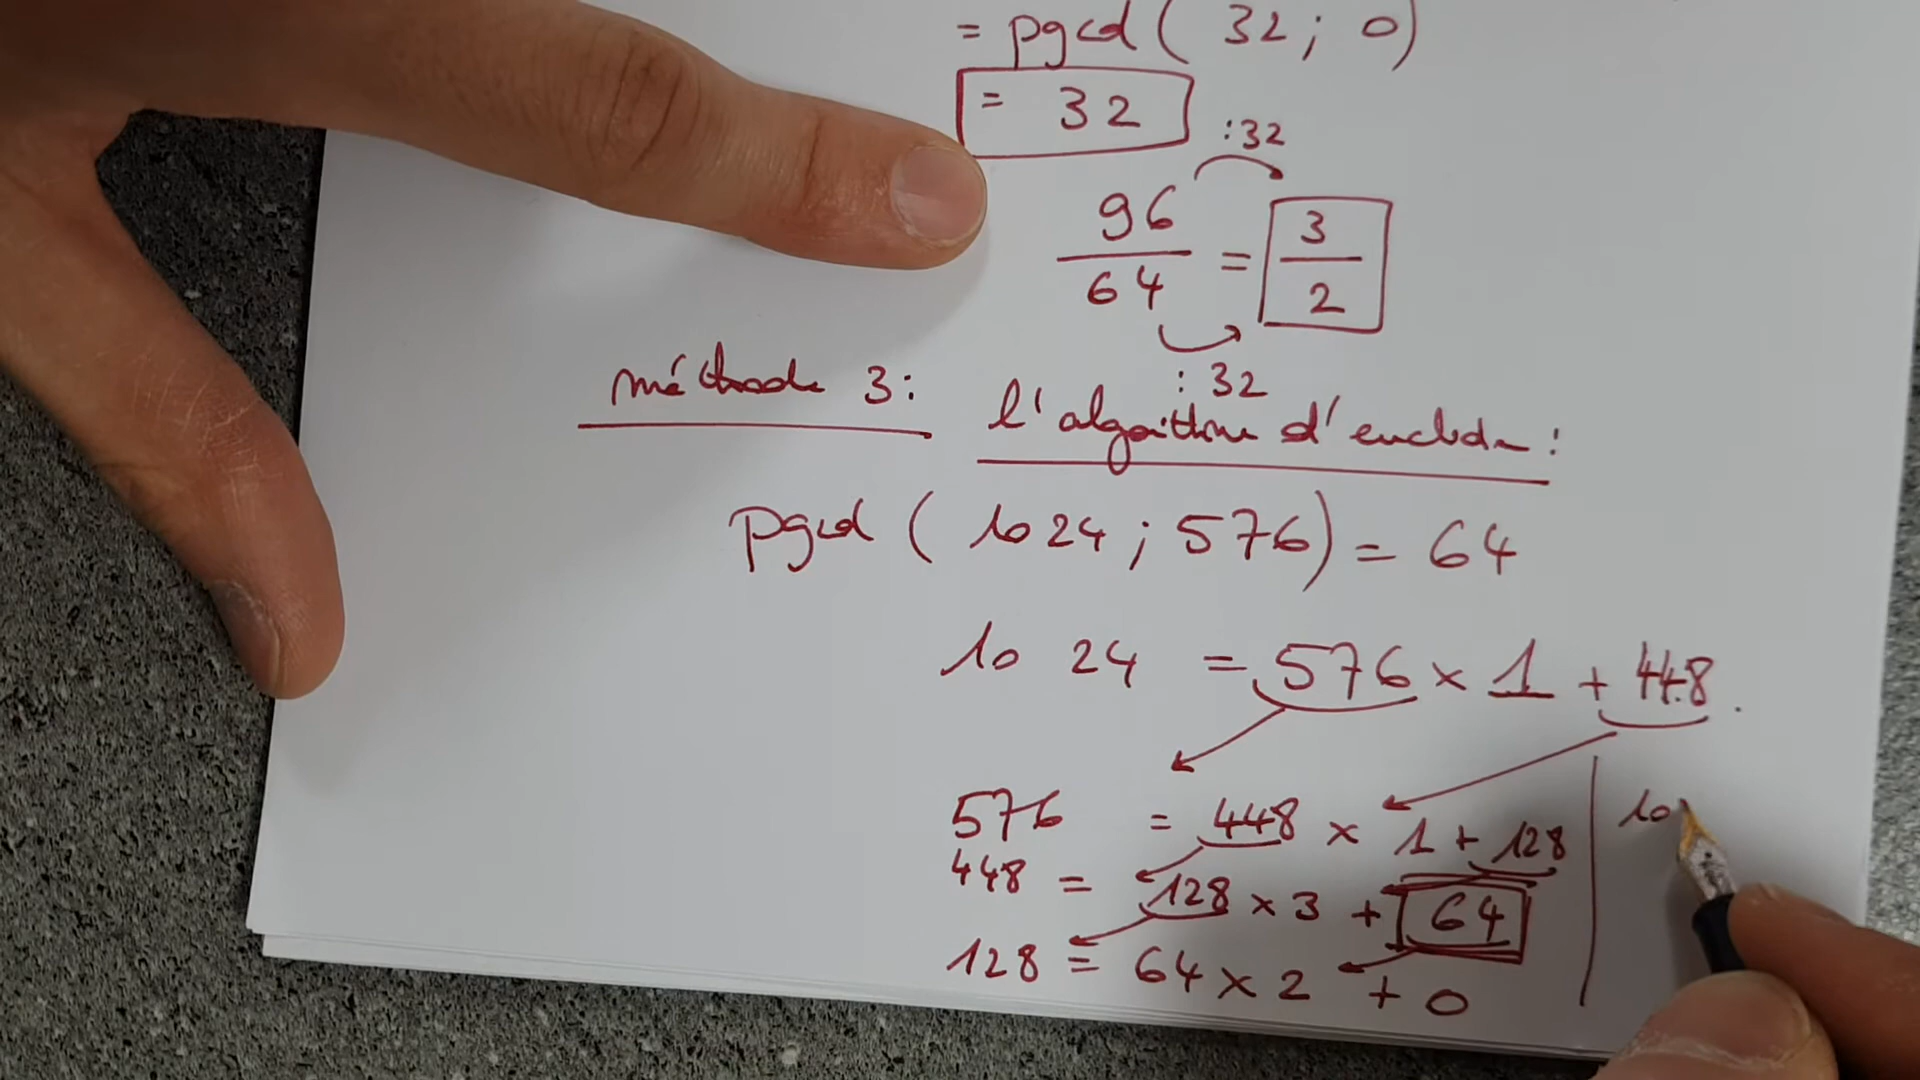 = pgcd ( 32 ; 0 )
= 32
: 32
96
64
=
3
2
: 32
méthode 3 :
l'algorithme d'euclide :
pgcd ( 1024 ; 576 ) = 64
1024 = 576 × 1 + 448
576 = 448 × 1 + 128
448 = 128 × 3 + 64
128 = 64 × 2 + 0
10